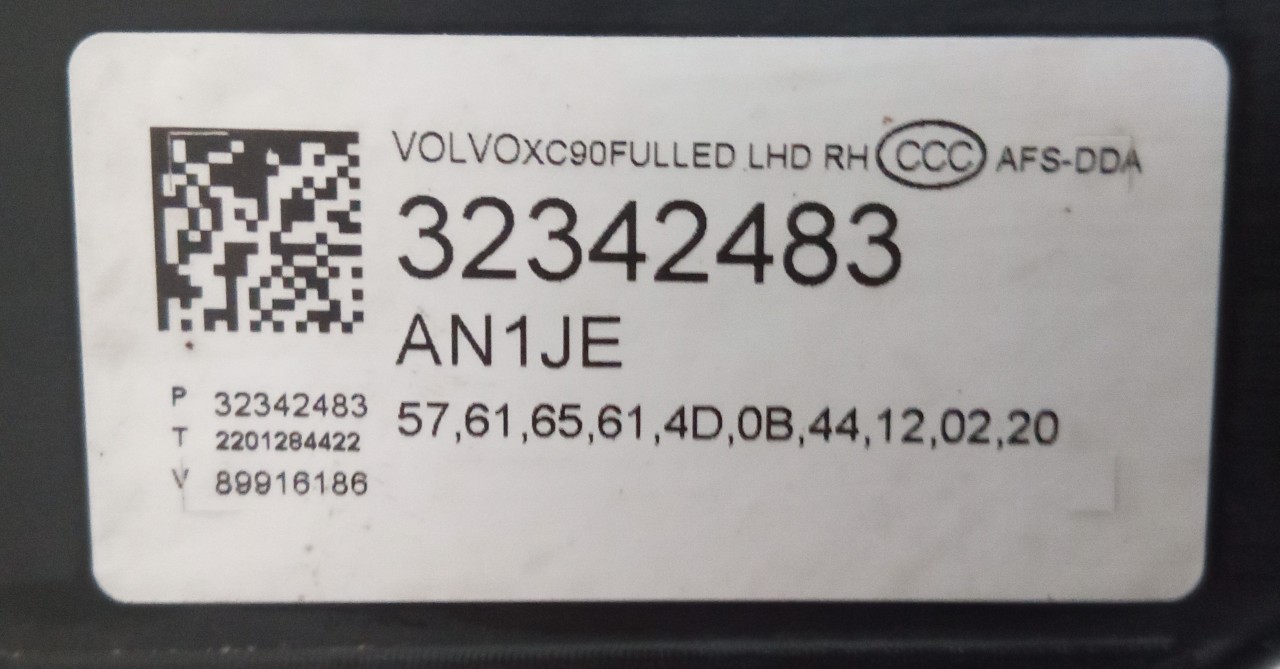 VOLVOXC90FULLED LHD RH CCC AFS-DDA
32342483
AN1JE
P 32342483
T 2201284422
V 89916186
57,61,65,61,4D,0B,44,12,02,20